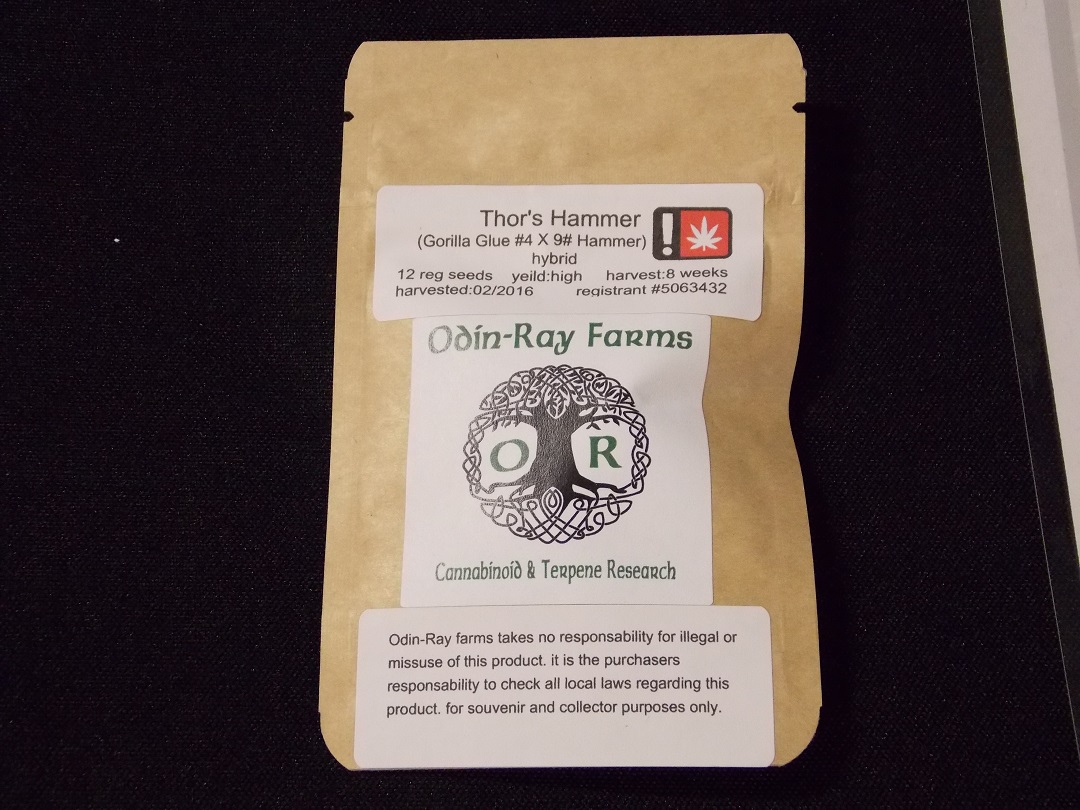 Thor's Hammer
(Gorilla Glue #4 X 9# Hammer)
hybrid
12 reg seeds yeild:high harvest:8 weeks
harvested:02/2016 registrant #5063432
Odin-Ray Farms
O R
Cannabinoid & Terpene Research
Odin-Ray farms takes no responsability for illegal or
missuse of this product. it is the purchasers
responsability to check all local laws regarding this
product. for souvenir and collector purposes only.